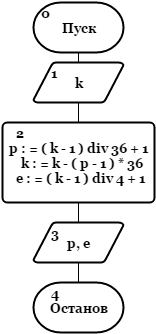 0
Пуск
1
k
2
p : = ( k - 1 ) div 36 + 1
k : = k - ( p - 1 ) * 36
e : = ( k - 1 ) div 4 + 1
3
p, e
4
Останов